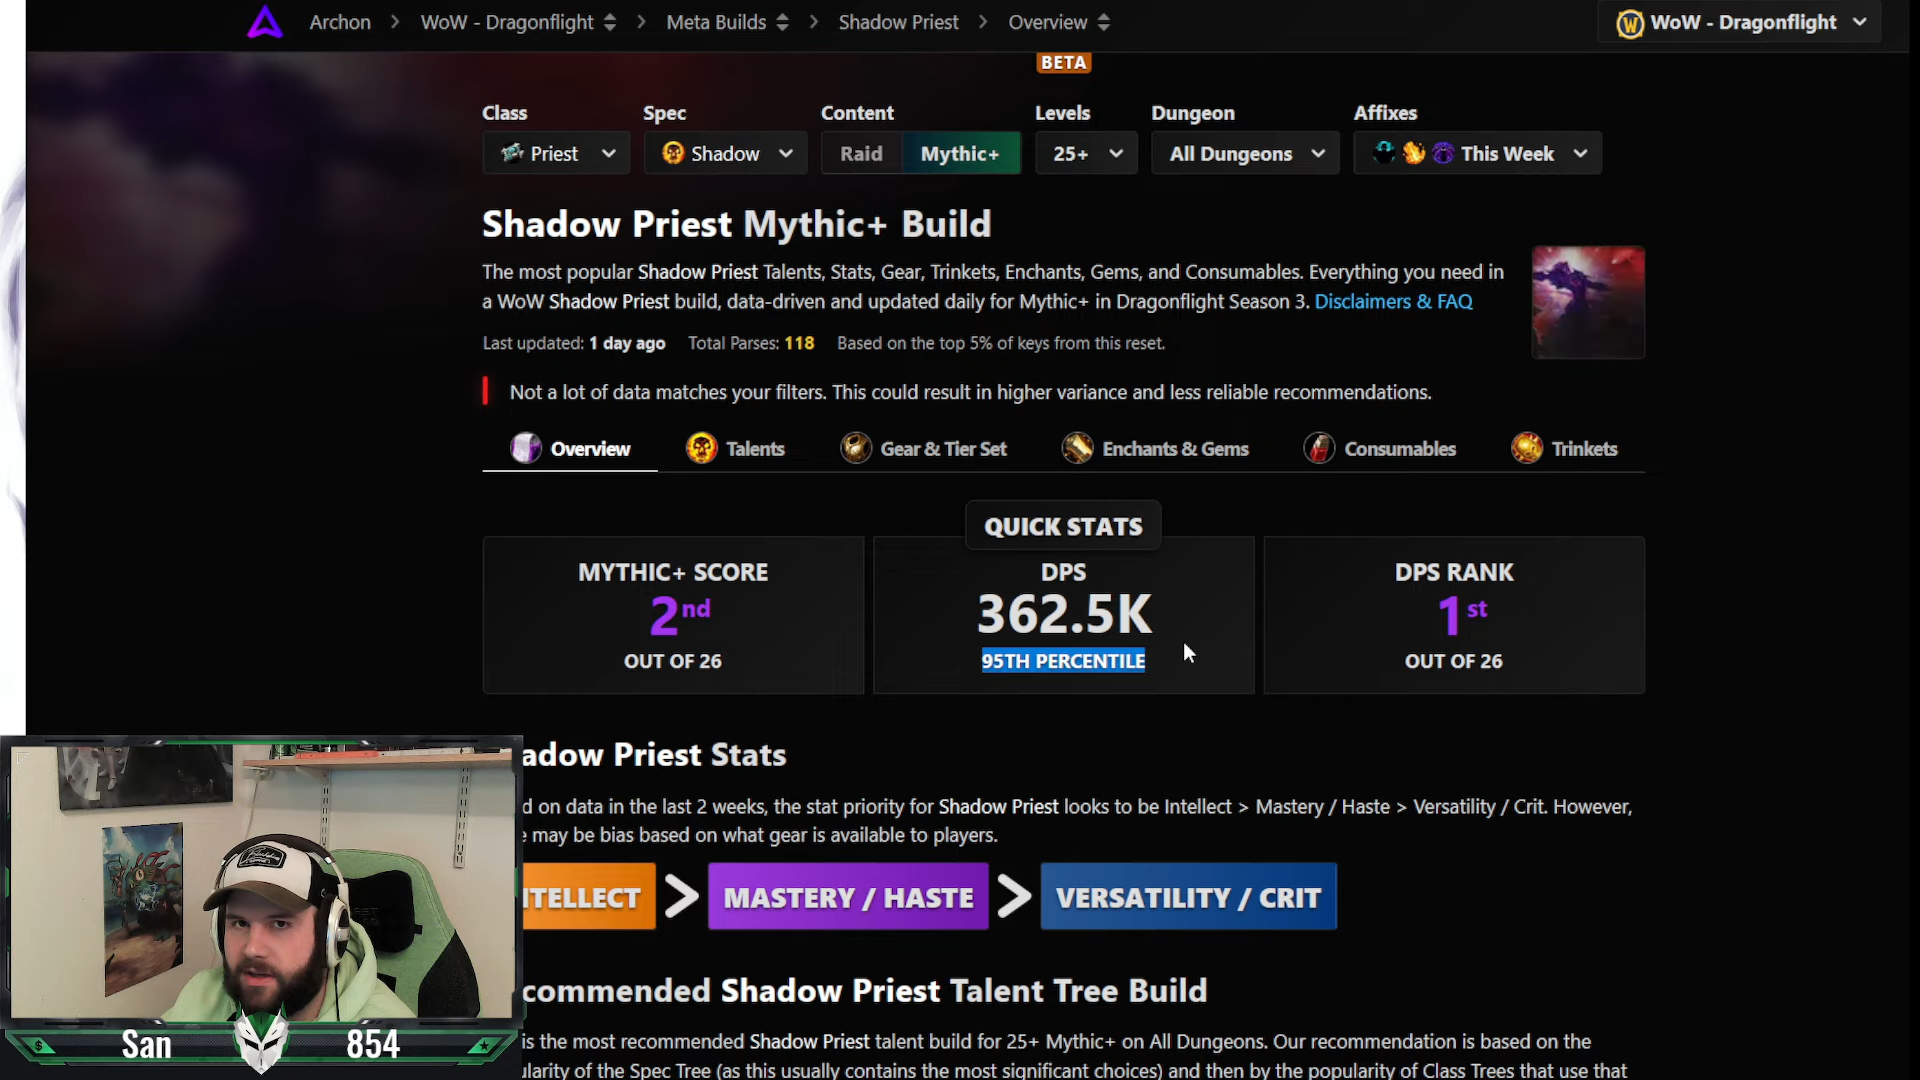 Archon > WoW - Dragonflight > Meta Builds > Shadow Priest > Overview
WoW - Dragonflight
BETA
Class Spec Content Levels Dungeon Affixes
Priest Shadow Raid Mythic+ 25+ All Dungeons This Week
Shadow Priest Mythic+ Build
The most popular Shadow Priest Talents, Stats, Gear, Trinkets, Enchants, Gems, and Consumables. Everything you need in
a WoW Shadow Priest build, data-driven and updated daily for Mythic+ in Dragonflight Season 3. Disclaimers & FAQ
Last updated: 1 day ago Total Parses: 118 Based on the top 5% of keys from this reset.
Not a lot of data matches your filters. This could result in higher variance and less reliable recommendations.
Overview Talents Gear & Tier Set Enchants & Gems Consumables Trinkets
QUICK STATS
MYTHIC+ SCORE
2nd
OUT OF 26
DPS
362.5K
95TH PERCENTILE
DPS RANK
1st
OUT OF 26
adow Priest Stats
d on data in the last 2 weeks, the stat priority for Shadow Priest looks to be Intellect > Mastery / Haste > Versatility / Crit. However,
e may be bias based on what gear is available to players.
TELLECT > MASTERY / HASTE > VERSATILITY / CRIT
commended Shadow Priest Talent Tree Build
is the most recommended Shadow Priest talent build for 25+ Mythic+ on All Dungeons. Our recommendation is based on the
ularity of the Spec Tree (as this usually contains the most significant choices) and then by the popularity of Class Trees that use that
San 854